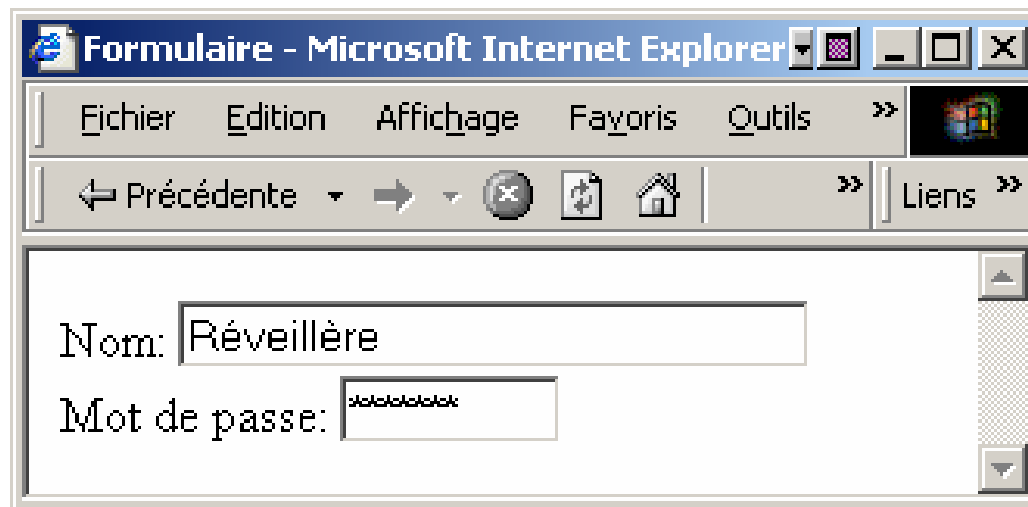 Formulaire - Microsoft Internet Explorer
Fichier Edition Affichage Favoris Outils »
Précédente » Liens »
Nom: Réveillère
Mot de passe: ********